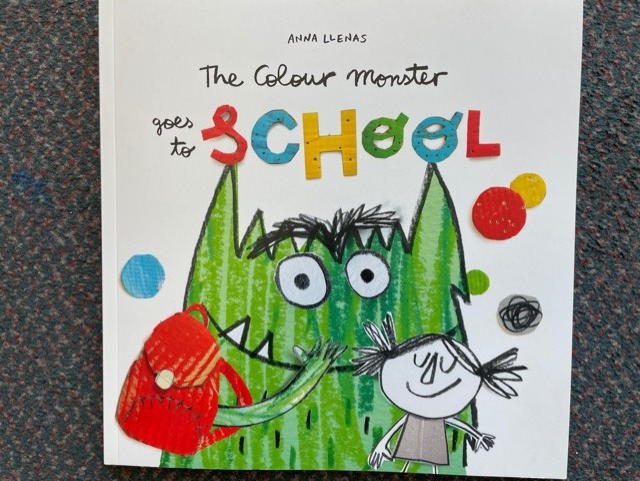 ANNA LLENAS
The Colour Monster
goes
to SCHOOL